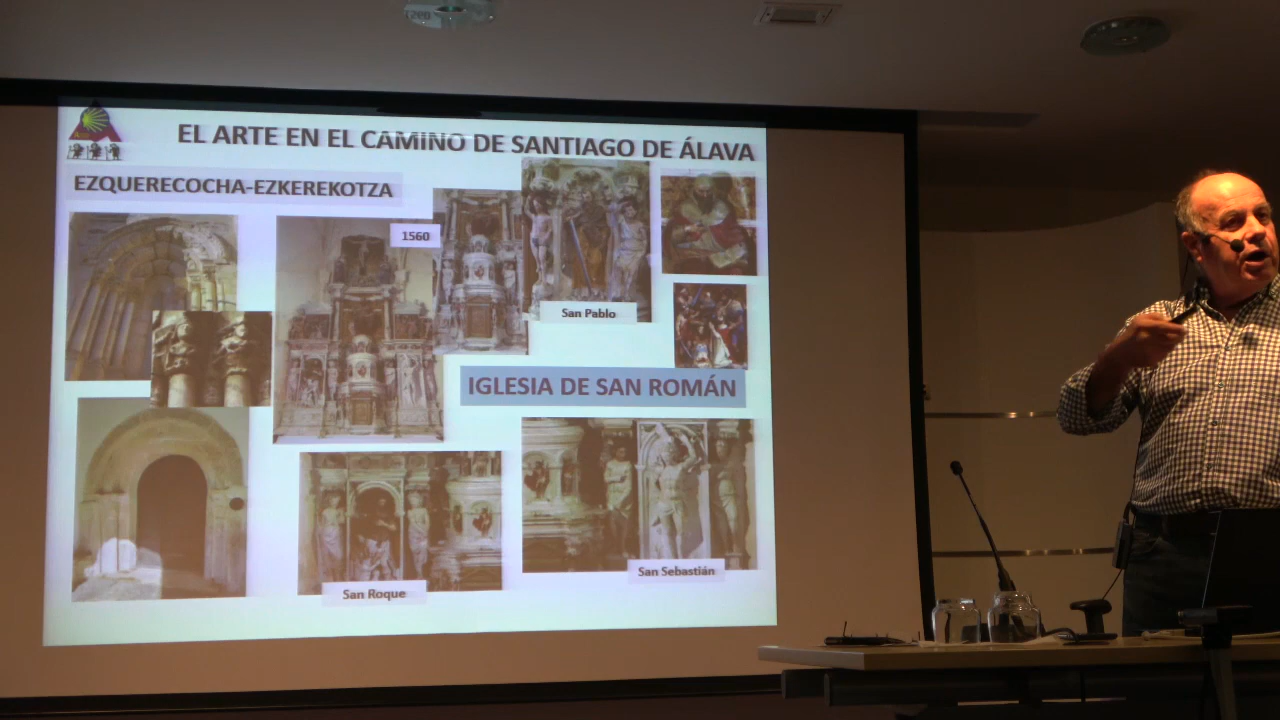 EL ARTE EN EL CAMINO DE SANTIAGO DE ÁLAVA
EZQUERECOCHA-EZKEREKOTZA
1560
San Pablo
IGLESIA DE SAN ROMÁN
San Roque
San Sebastián